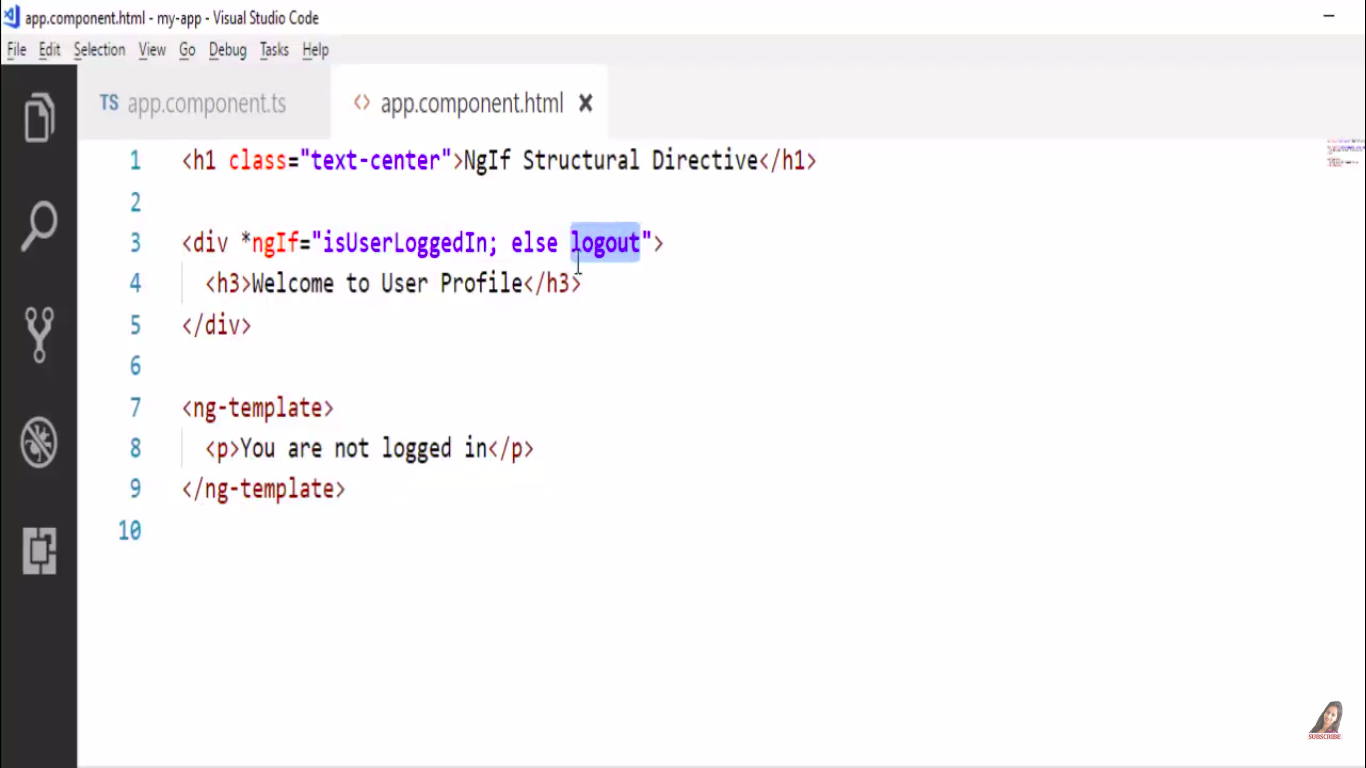 app.component.html - my-app - Visual Studio Code
File Edit Selection View Go Debug Tasks Help
TS app.component.ts <> app.component.html ×
1 <h1 class="text-center">NgIf Structural Directive</h1>
2
3 <div *ngIf="isUserLoggedIn; else logout">
4 <h3>Welcome to User Profile</h3>
5 </div>
6
7 <ng-template>
8 <p>You are not logged in</p>
9 </ng-template>
10
SUBSCRIBE